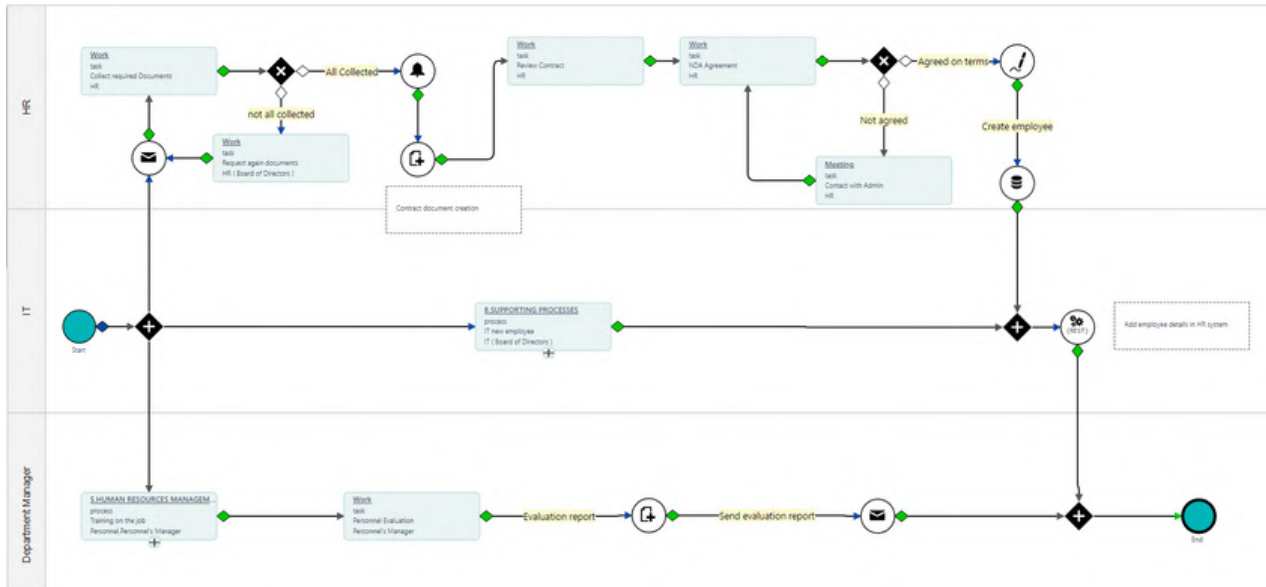 HR
Work
task
Collect required Documents
HR
All Collected
not all collected
Work
task
Request again documents
HR ( Board of Directors )
Contract document creation
Work
task
Review Contract
HR
Work
task
NDA Agreement
HR
Agreed on terms
Not agreed
Create employee
Meeting
task
Contact with Admin
HR
IT
Start
8.SUPPORTING PROCESSES
process
IT new employee
IT ( Board of Directors )
{REST}
Add employee details in HR system
Department Manager
5.HUMAN RESOURCES MANAGEM...
process
Training on the job
Personnel,Personnel's Manager
Work
task
Personnel Evaluation
Personnel's Manager
Evaluation report
Send evaluation report
End